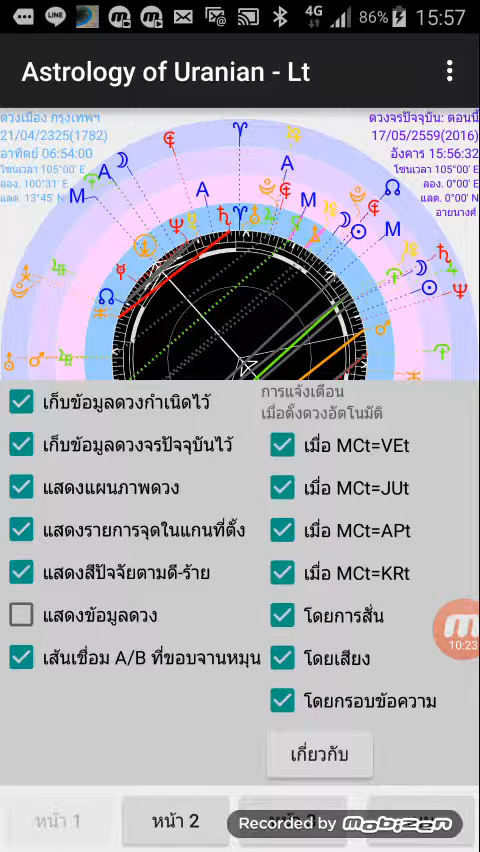 4G
86%
15:57
Astrology of Uranian - Lt
ดวงเมือง กรุงเทพฯ
21/04/2325(1782)
อาทิตย์ 06:54:00
โซนเวลา 105°00' E
ลอง. 100°31' E
แลต. 13°45' N
ดวงจรปัจจุบัน: ตอนนี้
17/05/2559(2016)
อังคาร 15:56:32
โซนเวลา 105°00' E
ลอง. 0°00' E
แลต. 0°00' N
อายนางศ์
เก็บข้อมูลดวงกำเนิดไว้
เก็บข้อมูลดวงจรปัจจุบันไว้
แสดงแผนภาพดวง
แสดงรายการจุดในแกนที่ตั้ง
แสดงสีปัจจัยตามดี-ร้าย
แสดงข้อมูลดวง
เส้นเชื่อม A/B ที่ขอบจานหมุน
การแจ้งเตือน
เมื่อตั้งดวงอัตโนมัติ
เมื่อ MCt=VEt
เมื่อ MCt=JUt
เมื่อ MCt=APt
เมื่อ MCt=KRt
โดยการสั่น
โดยเสียง
โดยกรอบข้อความ
10:23
เกี่ยวกับ
หน้า 1
หน้า 2
Recorded by mobizen